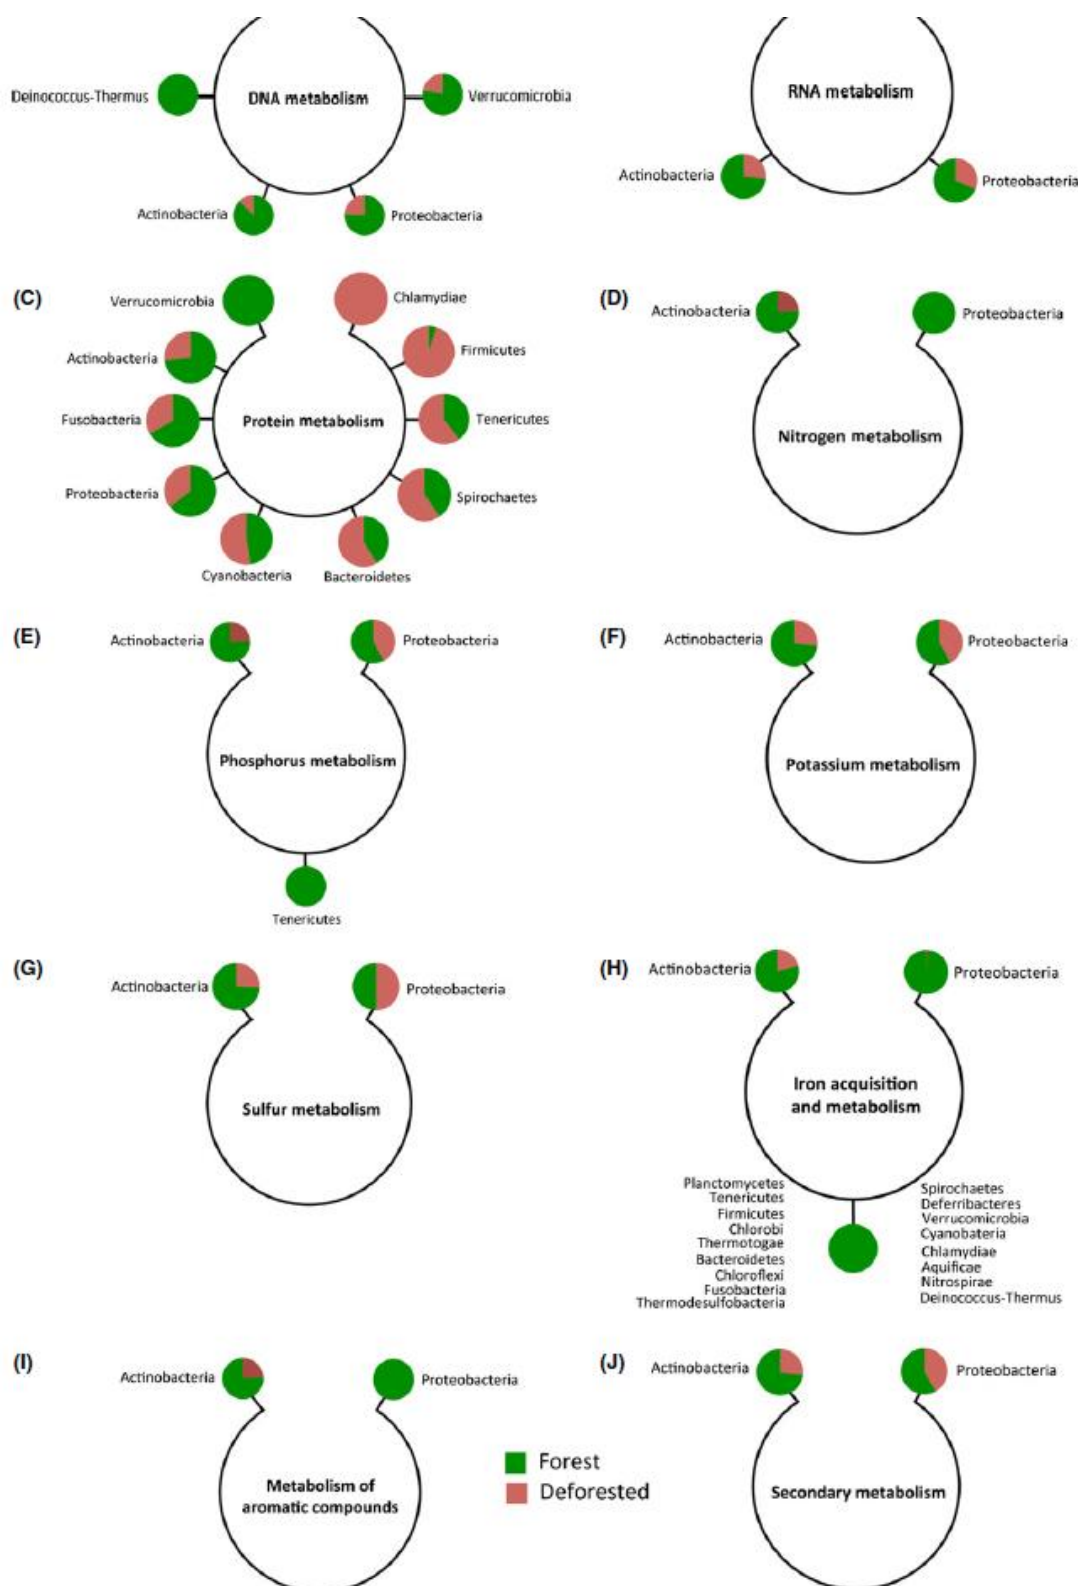 Deinococcus-Thermus
DNA metabolism
Verrucomicrobia
Actinobacteria
Proteobacteria
RNA metabolism
Actinobacteria
Proteobacteria
(C)
Verrucomicrobia
Chlamydiae
Actinobacteria
Firmicutes
Fusobacteria
Protein metabolism
Tenericutes
Proteobacteria
Spirochaetes
Cyanobacteria
Bacteroidetes
(D)
Actinobacteria
Proteobacteria
Nitrogen metabolism
(E)
Actinobacteria
Proteobacteria
Phosphorus metabolism
Tenericutes
(F)
Actinobacteria
Proteobacteria
Potassium metabolism
(G)
Actinobacteria
Proteobacteria
Sulfur metabolism
(H)
Actinobacteria
Proteobacteria
Iron acquisition
and metabolism
Planctomycetes
Tenericutes
Firmicutes
Chlorobi
Thermotogae
Bacteroidetes
Chloroflexi
Fusobacteria
Thermodesulfobacteria
Spirochaetes
Deferribacteres
Verrucomicrobia
Cyanobateria
Chlamydiae
Aquificae
Nitrospirae
Deinococcus-Thermus
(I)
Actinobacteria
Proteobacteria
Metabolism of
aromatic compounds
Forest
Deforested
(J)
Actinobacteria
Proteobacteria
Secondary metabolism